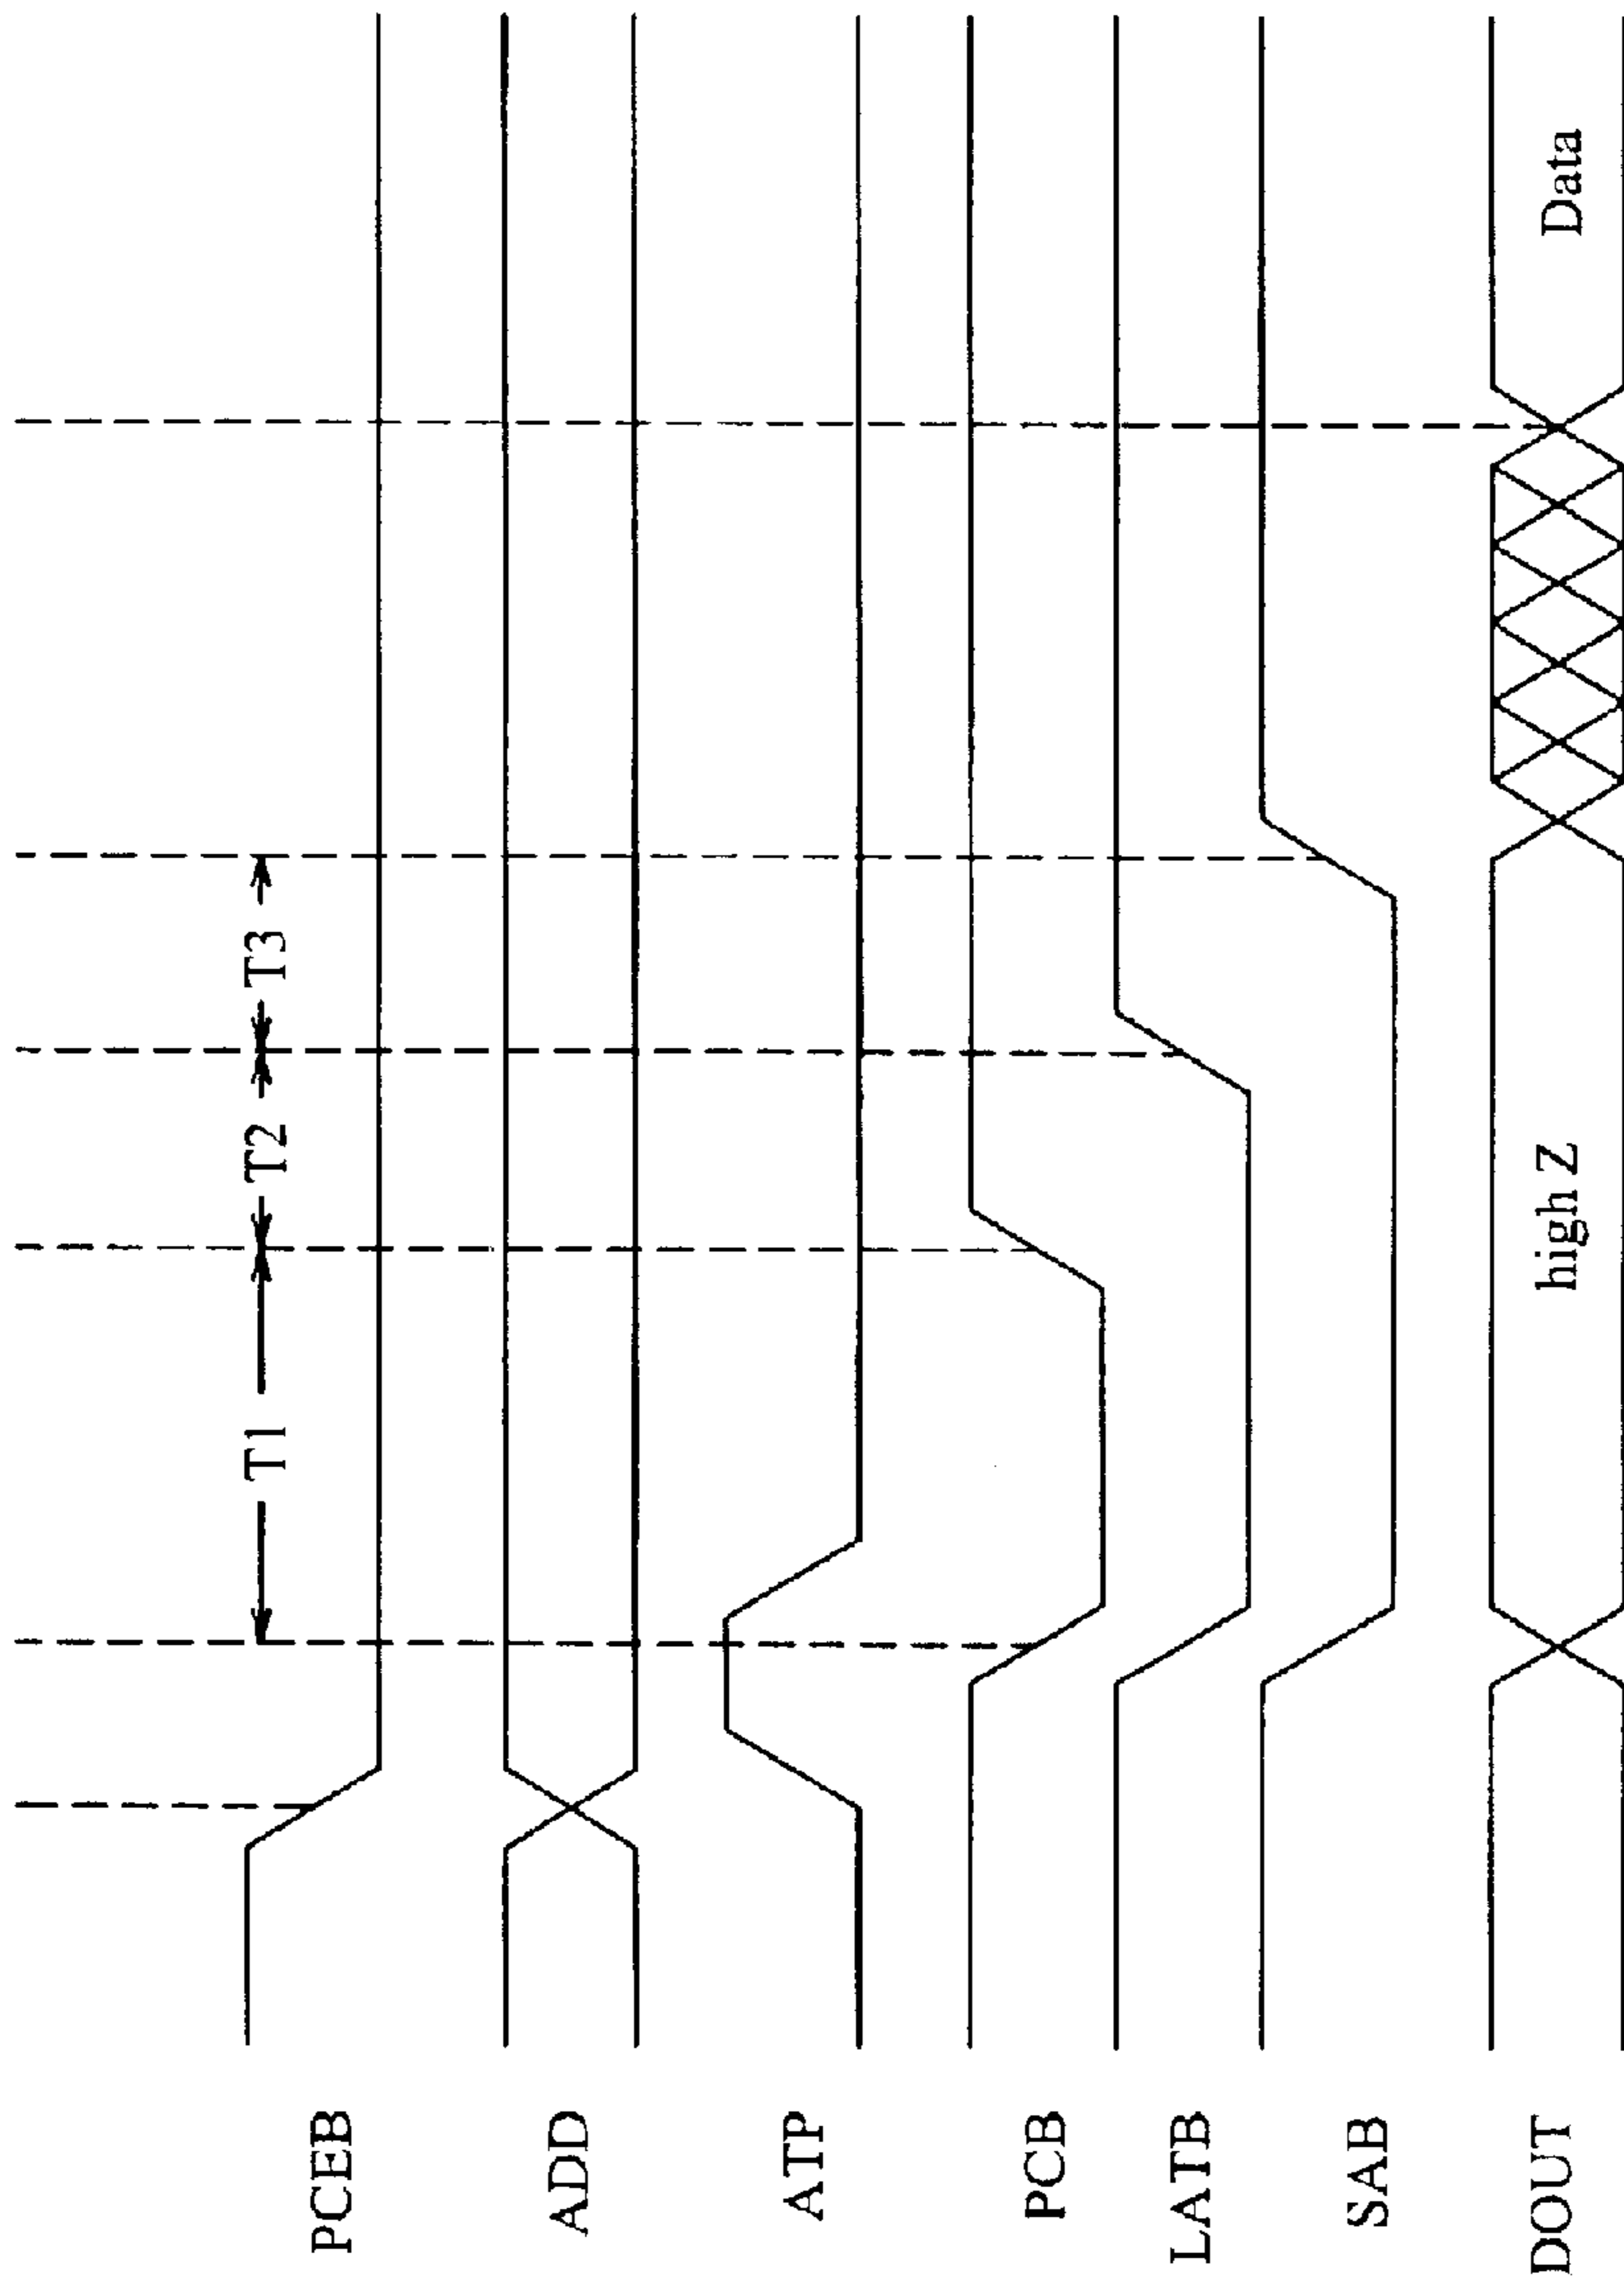 T1 T2 T3
PCEB
ADD
ATP
PCB
LATB
SAB
DOUT high Z Data